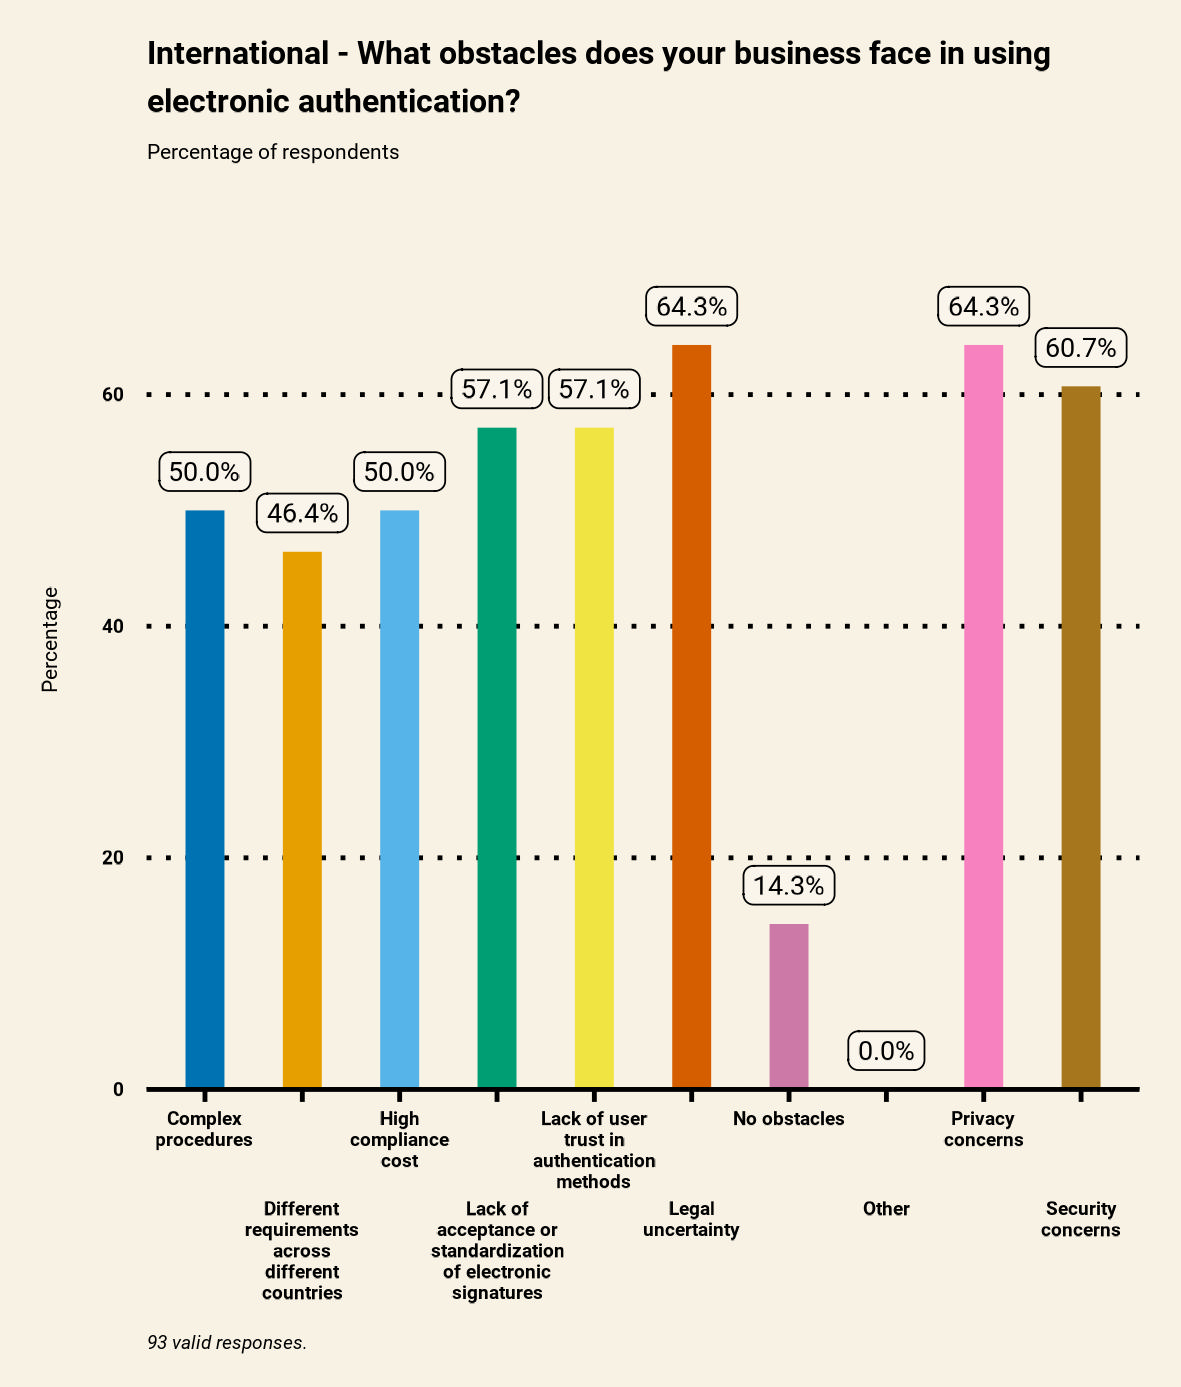 International - What obstacles does your business face in using
electronic authentication?
Percentage of respondents
64.3%
64.3%
60.7%
57.1%
57.1%
60
50.0%
50.0%
46.4%
Percentage
40
20
14.3%
0.0%
0
Complex
procedures
High
compliance
cost
Lack of user
trust in
authentication
methods
No obstacles
Privacy
concerns
Different
requirements
across
different
countries
Lack of
acceptance or
standardization
of electronic
signatures
Legal
uncertainty
Other
Security
concerns
93 valid responses.